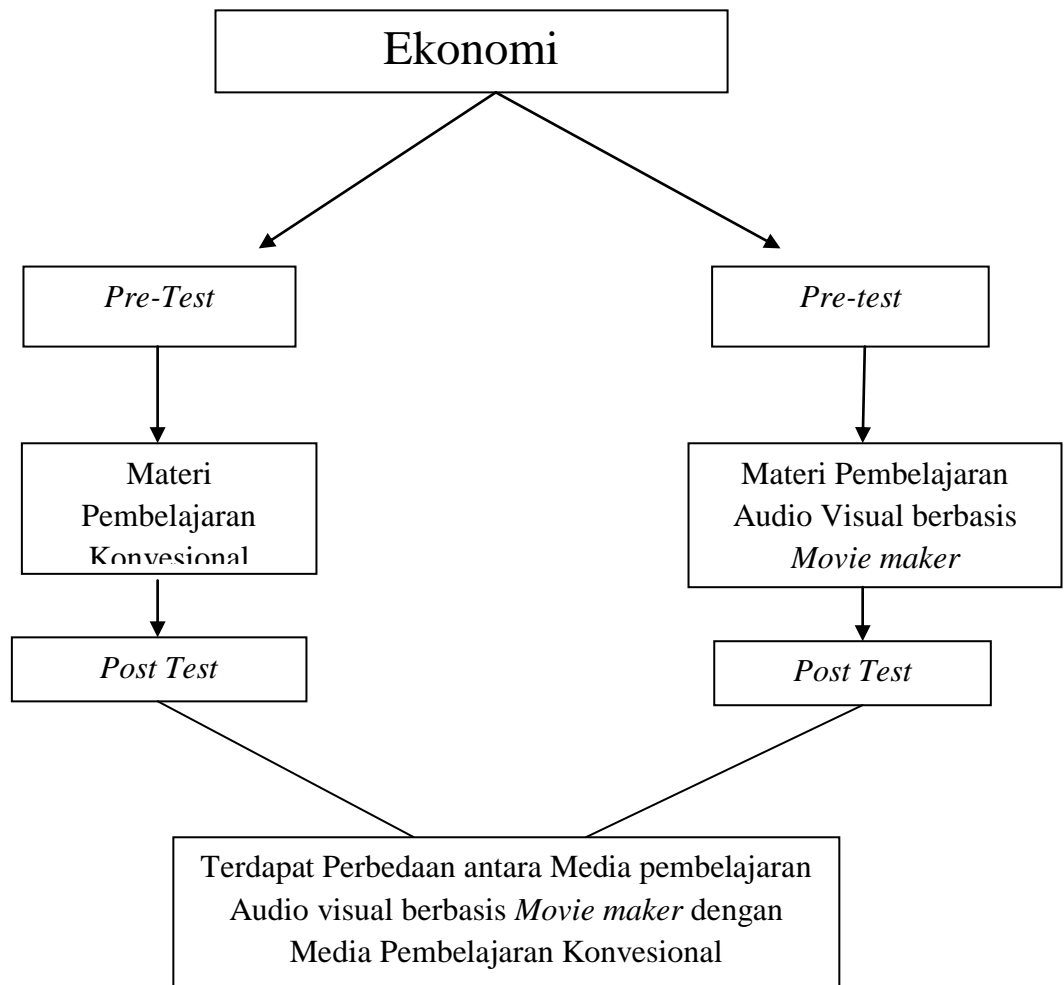 Ekonomi
Pre-Test
Pre-test
Materi
Pembelajaran
Konvesional
Materi Pembelajaran
Audio Visual berbasis
Movie maker
Post Test
Post Test
Terdapat Perbedaan antara Media pembelajaran
Audio visual berbasis Movie maker dengan
Media Pembelajaran Konvesional